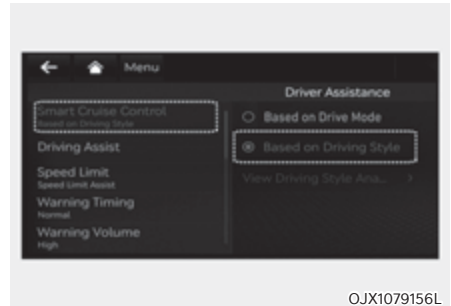 Menu
Driver Assistance
Smart Cruise Control
Based on Driving Style
Driving Assist
Speed Limit
Speed Limit Assist
Warning Timing
Normal
Warning Volume
High
Based on Drive Mode
Based on Driving Style
View Driving Style Ana...
OJX1079156L